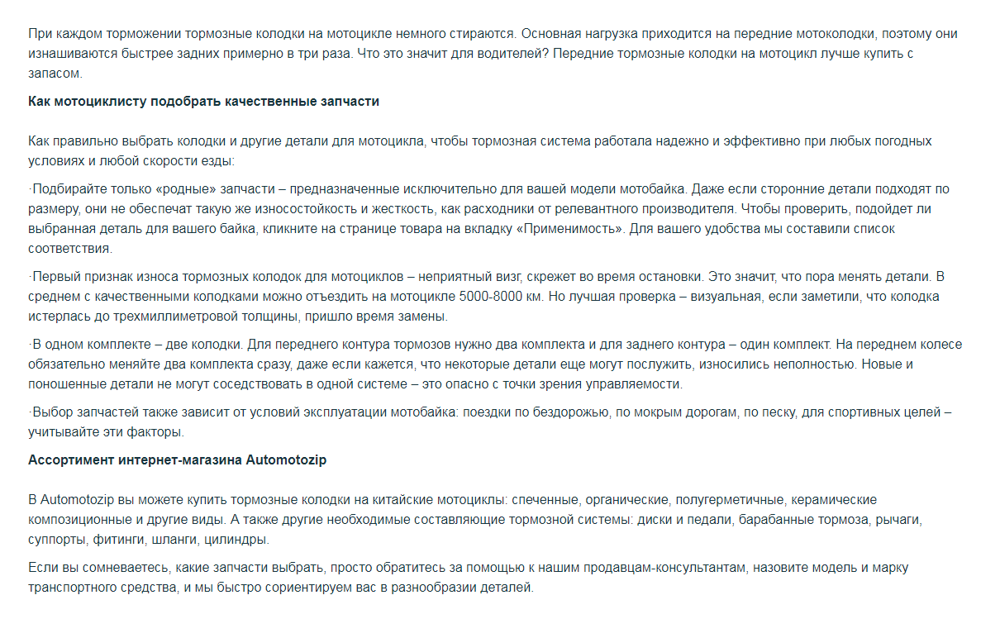 При каждом торможении тормозные колодки на мотоцикле немного стираются. Основная нагрузка приходится на передние мотоколодки, поэтому они
изнашиваются быстрее задних примерно в три раза. Что это значит для водителей? Передние тормозные колодки на мотоцикл лучше купить с
запасом.
Как мотоциклисту подобрать качественные запчасти
Как правильно выбрать колодки и другие детали для мотоцикла, чтобы тормозная система работала надежно и эффективно при любых погодных
условиях и любой скорости езды:
·Подбирайте только «родные» запчасти – предназначенные исключительно для вашей модели мотобайка. Даже если сторонние детали подходят по
размеру, они не обеспечат такую же износостойкость и жесткость, как расходники от релевантного производителя. Чтобы проверить, подойдет ли
выбранная деталь для вашего байка, кликните на странице товара на вкладку «Применимость». Для вашего удобства мы составили список
соответствия.
·Первый признак износа тормозных колодок для мотоциклов – неприятный визг, скрежет во время остановки. Это значит, что пора менять детали. В
среднем с качественными колодками можно отъездить на мотоцикле 5000-8000 км. Но лучшая проверка – визуальная, если заметили, что колодка
истерлась до трехмиллиметровой толщины, пришло время замены.
·В одном комплекте – две колодки. Для переднего контура тормозов нужно два комплекта и для заднего контура – один комплект. На переднем колесе
обязательно меняйте два комплекта сразу, даже если кажется, что некоторые детали еще могут послужить, износились неполностью. Новые и
поношенные детали не могут соседствовать в одной системе – это опасно с точки зрения управляемости.
·Выбор запчастей также зависит от условий эксплуатации мотобайка: поездки по бездорожью, по мокрым дорогам, по песку, для спортивных целей –
учитывайте эти факторы.
Ассортимент интернет-магазина Automotozip
В Automotozip вы можете купить тормозные колодки на китайские мотоциклы: спеченные, органические, полугерметичные, керамические
композиционные и другие виды. А также другие необходимые составляющие тормозной системы: диски и педали, барабанные тормоза, рычаги,
суппорты, фитинги, шланги, цилиндры.
Если вы сомневаетесь, какие запчасти выбрать, просто обратитесь за помощью к нашим продавцам-консультантам, назовите модель и марку
транспортного средства, и мы быстро сориентируем вас в разнообразии деталей.